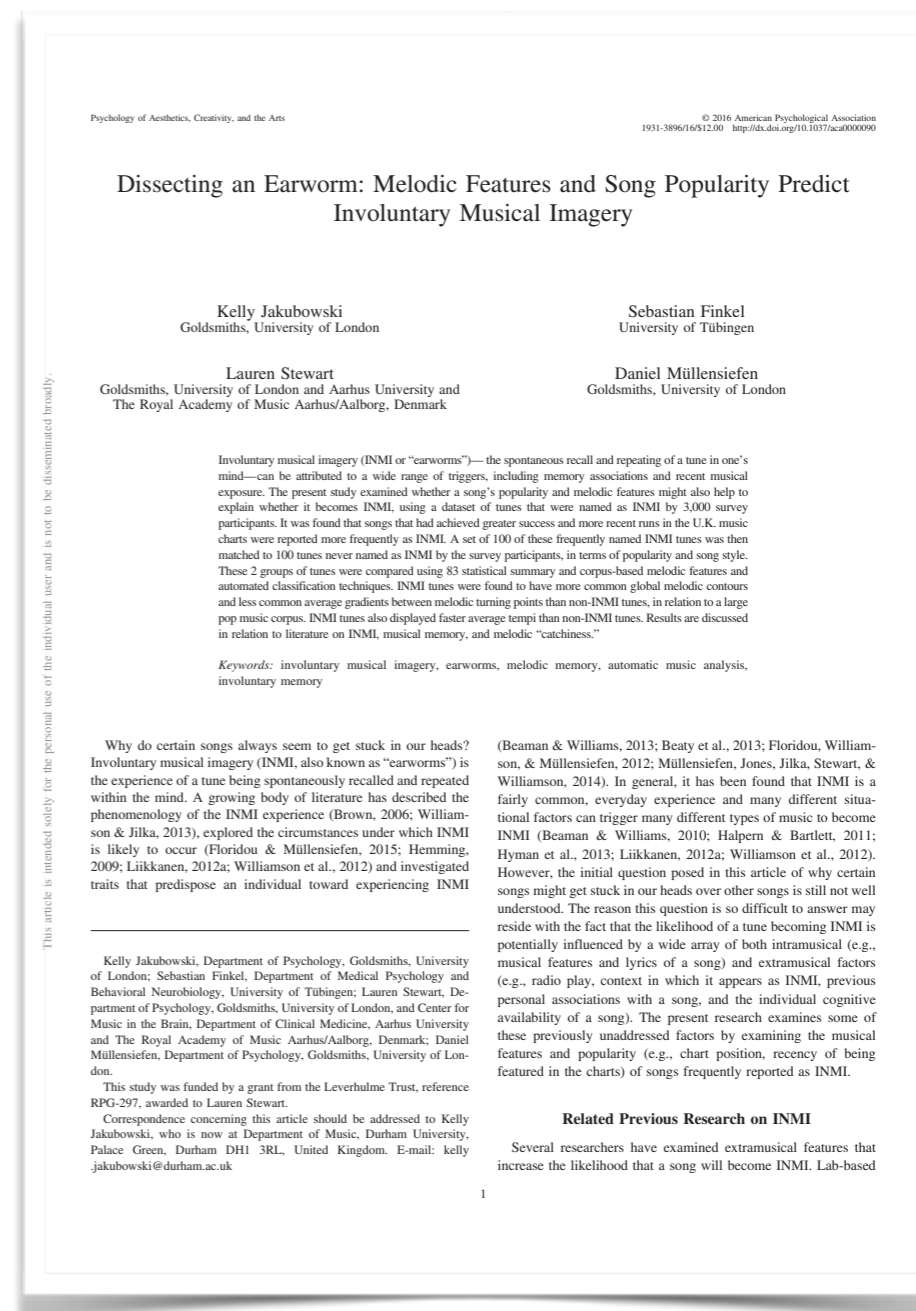 Psychology of Aesthetics, Creativity, and the Arts
© 2016 American Psychological Association
1931-3896/16/$12.00 http://dx.doi.org/10.1037/aca0000090
Dissecting an Earworm: Melodic Features and Song Popularity Predict
Involuntary Musical Imagery
Kelly Jakubowski
Goldsmiths, University of London
Sebastian Finkel
University of Tübingen
Lauren Stewart
Goldsmiths, University of London and Aarhus University and
The Royal Academy of Music Aarhus/Aalborg, Denmark
Daniel Müllensiefen
Goldsmiths, University of London
Involuntary musical imagery (INMI or “earworms”)— the spontaneous recall and repeating of a tune in one’s
mind—can be attributed to a wide range of triggers, including memory associations and recent musical
exposure. The present study examined whether a song’s popularity and melodic features might also help to
explain whether it becomes INMI, using a dataset of tunes that were named as INMI by 3,000 survey
participants. It was found that songs that had achieved greater success and more recent runs in the U.K. music
charts were reported more frequently as INMI. A set of 100 of these frequently named INMI tunes was then
matched to 100 tunes never named as INMI by the survey participants, in terms of popularity and song style.
These 2 groups of tunes were compared using 83 statistical summary and corpus-based melodic features and
automated classification techniques. INMI tunes were found to have more common global melodic contours
and less common average gradients between melodic turning points than non-INMI tunes, in relation to a large
pop music corpus. INMI tunes also displayed faster average tempi than non-INMI tunes. Results are discussed
in relation to literature on INMI, musical memory, and melodic “catchiness.”
Keywords: involuntary musical imagery, earworms, melodic memory, automatic music analysis,
involuntary memory
Why do certain songs always seem to get stuck in our heads?
Involuntary musical imagery (INMI, also known as “earworms”) is
the experience of a tune being spontaneously recalled and repeated
within the mind. A growing body of literature has described the
phenomenology of the INMI experience (Brown, 2006; William-
son & Jilka, 2013), explored the circumstances under which INMI
is likely to occur (Floridou & Müllensiefen, 2015; Hemming,
2009; Liikkanen, 2012a; Williamson et al., 2012) and investigated
traits that predispose an individual toward experiencing INMI
Kelly Jakubowski, Department of Psychology, Goldsmiths, University
of London; Sebastian Finkel, Department of Medical Psychology and
Behavioral Neurobiology, University of Tübingen; Lauren Stewart, De-
partment of Psychology, Goldsmiths, University of London, and Center for
Music in the Brain, Department of Clinical Medicine, Aarhus University
and The Royal Academy of Music Aarhus/Aalborg, Denmark; Daniel
Müllensiefen, Department of Psychology, Goldsmiths, University of Lon-
don.
This study was funded by a grant from the Leverhulme Trust, reference
RPG-297, awarded to Lauren Stewart.
Correspondence concerning this article should be addressed to Kelly
Jakubowski, who is now at Department of Music, Durham University,
Palace Green, Durham DH1 3RL, United Kingdom. E-mail: kelly
.jakubowski@durham.ac.uk
(Beaman & Williams, 2013; Beaty et al., 2013; Floridou, William-
son, & Müllensiefen, 2012; Müllensiefen, Jones, Jilka, Stewart, &
Williamson, 2014). In general, it has been found that INMI is a
fairly common, everyday experience and many different situa-
tional factors can trigger many different types of music to become
INMI (Beaman & Williams, 2010; Halpern & Bartlett, 2011;
Hyman et al., 2013; Liikkanen, 2012a; Williamson et al., 2012).
However, the initial question posed in this article of why certain
songs might get stuck in our heads over other songs is still not well
understood. The reason this question is so difficult to answer may
reside with the fact that the likelihood of a tune becoming INMI is
potentially influenced by a wide array of both intramusical (e.g.,
musical features and lyrics of a song) and extramusical factors
(e.g., radio play, context in which it appears as INMI, previous
personal associations with a song, and the individual cognitive
availability of a song). The present research examines some of
these previously unaddressed factors by examining the musical
features and popularity (e.g., chart position, recency of being
featured in the charts) of songs frequently reported as INMI.
Related Previous Research on INMI
Several researchers have examined extramusical features that
increase the likelihood that a song will become INMI. Lab-based
1
This article is intended solely for the personal use of the individual user and is not to be disseminated broadly.